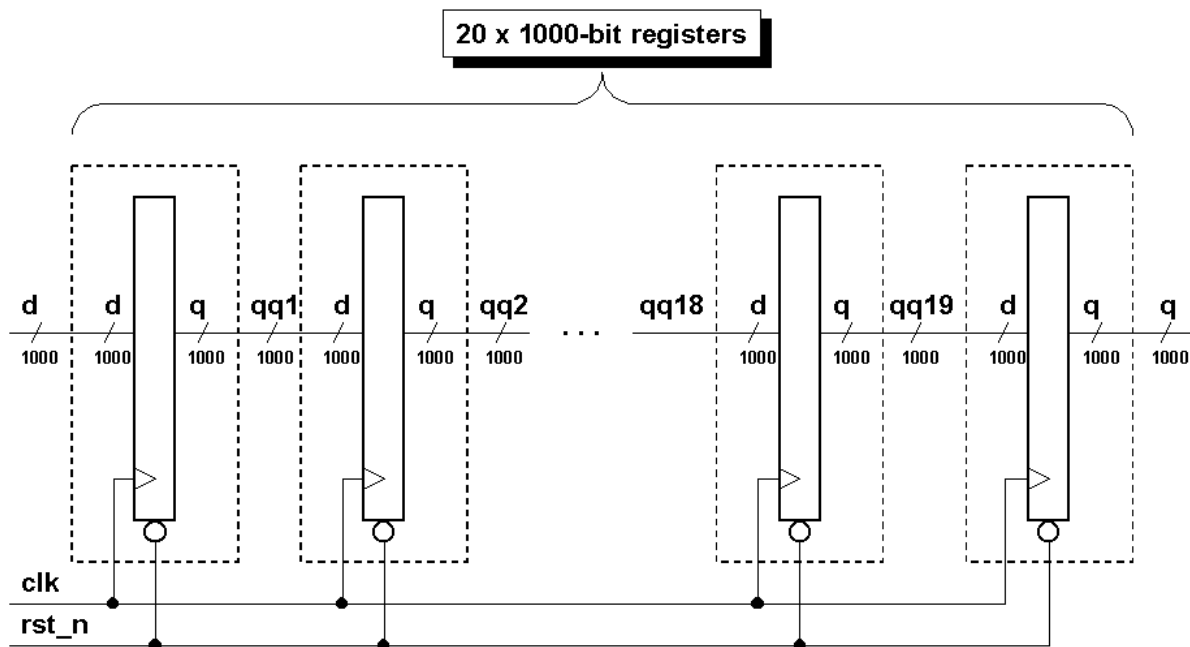 20 x 1000-bit registers
d d q qq1 d q qq2 . . . qq18 d q qq19 d q q
1000 1000 1000 1000 1000 1000 1000 1000 1000 1000 1000 1000 1000
clk
rst_n